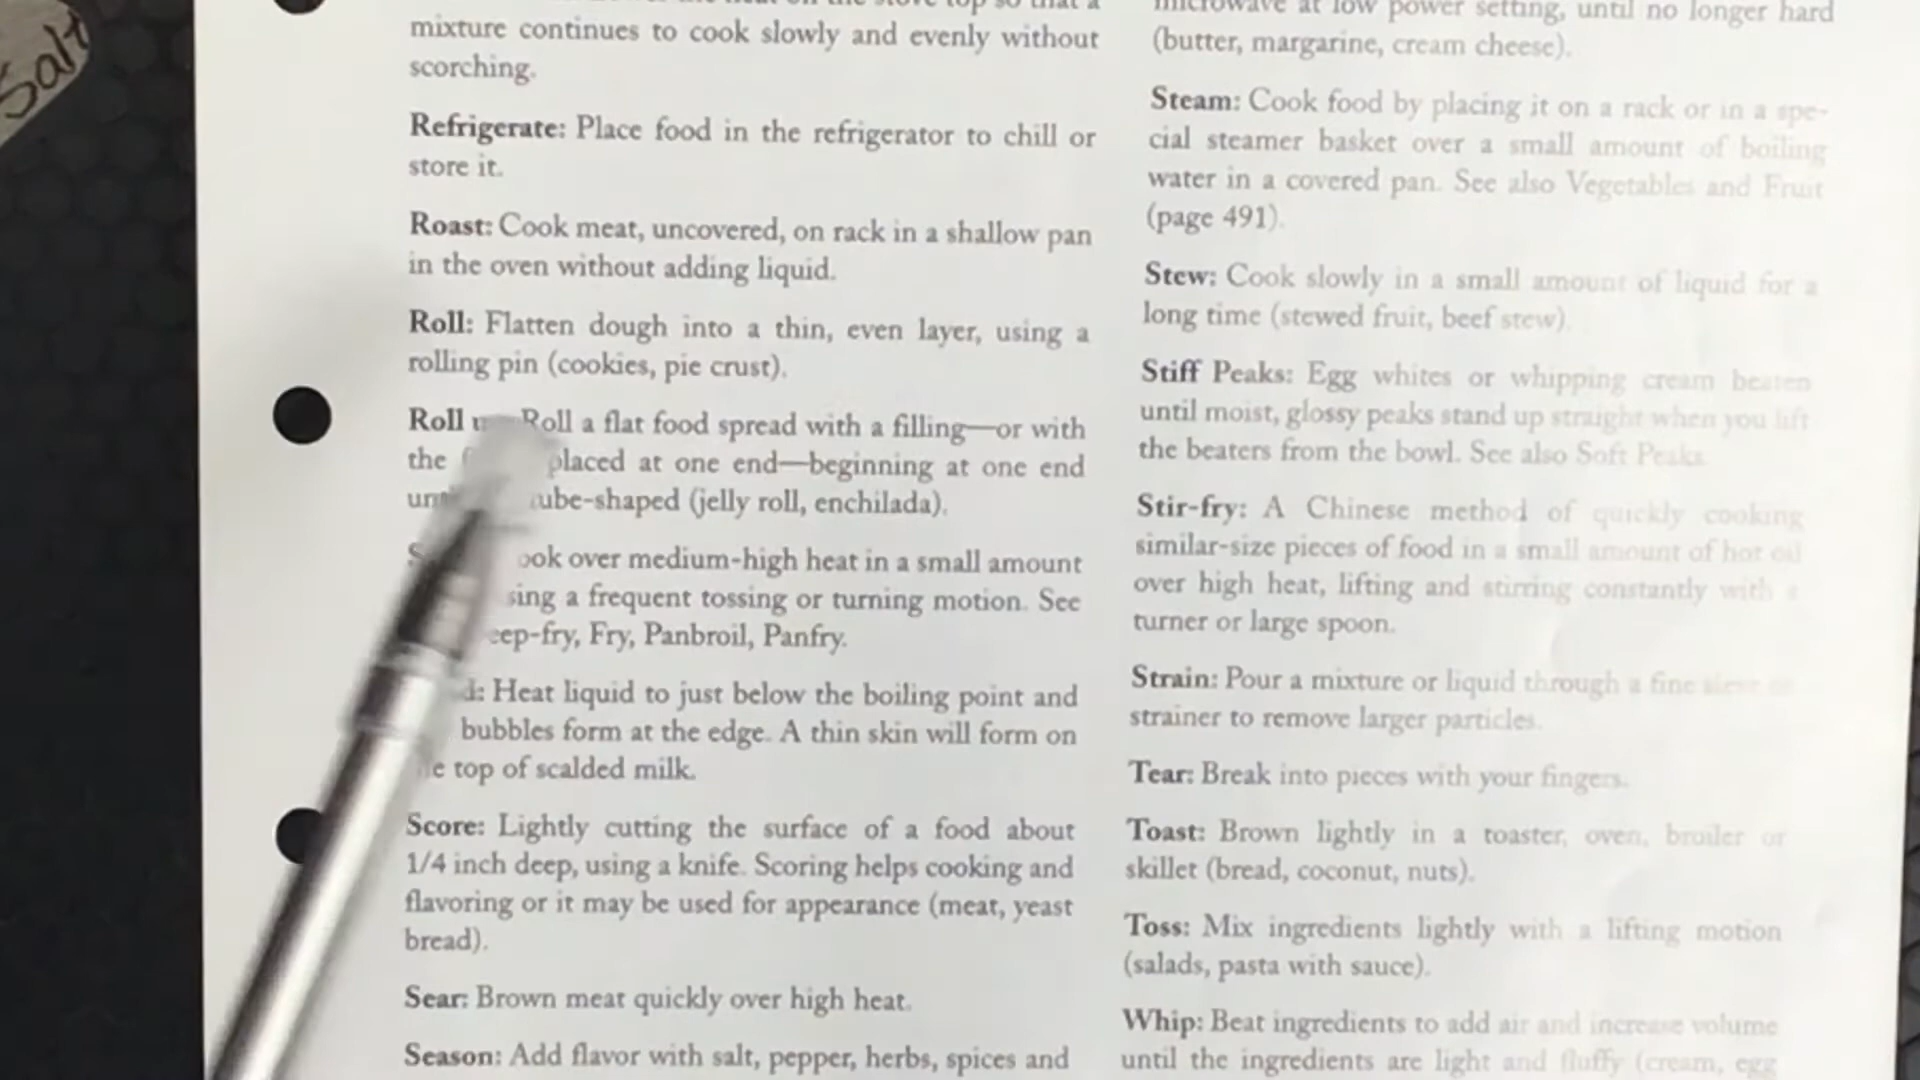 Salt
mixture continues to cook slowly and evenly without
scorching.
Refrigerate: Place food in the refrigerator to chill or
store it.
Roast: Cook meat, uncovered, on rack in a shallow pan
in the oven without adding liquid.
Roll: Flatten dough into a thin, even layer, using a
rolling pin (cookies, pie crust).
Roll Roll a flat food spread with a filling—or with
the placed at one end—beginning at one end
tube-shaped (jelly roll, enchilada).
over medium-high heat in a small amount
a frequent tossing or turning motion. See
Fry, Panbroil, Panfry.
Heat liquid to just below the boiling point and
bubbles form at the edge. A thin skin will form on
top of scalded milk.
Score: Lightly cutting the surface of a food about
1/4 inch deep, using a knife. Scoring helps cooking and
flavoring or it may be used for appearance (meat, yeast
bread).
Sear: Brown meat quickly over high heat.
Season: Add flavor with salt, pepper, herbs, spices and
microwave at low power setting, until no longer hard
(butter, margarine, cream cheese).
Steam: Cook food by placing it on a rack or in a spe-
cial steamer basket over a small amount of boiling
water in a covered pan. See also Vegetables and Fruit
(page 491).
Stew: Cook slowly in a small amount of liquid for a
long time (stewed fruit, beef stew).
Stiff Peaks: Egg whites or whipping cream beaten
until moist, glossy peaks stand up straight when you lift
the beaters from the bowl. See also Soft Peaks.
Stir-fry: A Chinese method of quickly cooking
similar-size pieces of food in a small amount of hot oil
over high heat, lifting and stirring constantly with a
turner or large spoon.
Strain: Pour a mixture or liquid through a fine
strainer to remove larger particles.
Tear: Break into pieces with your fingers.
Toast: Brown lightly in a toaster, oven, broiler or
skillet (bread, coconut, nuts).
Toss: Mix ingredients lightly with a lifting motion
(salads, pasta with sauce).
Whip: Beat ingredients to add air and increase volume
until the ingredients are light and fluffy (cream, egg